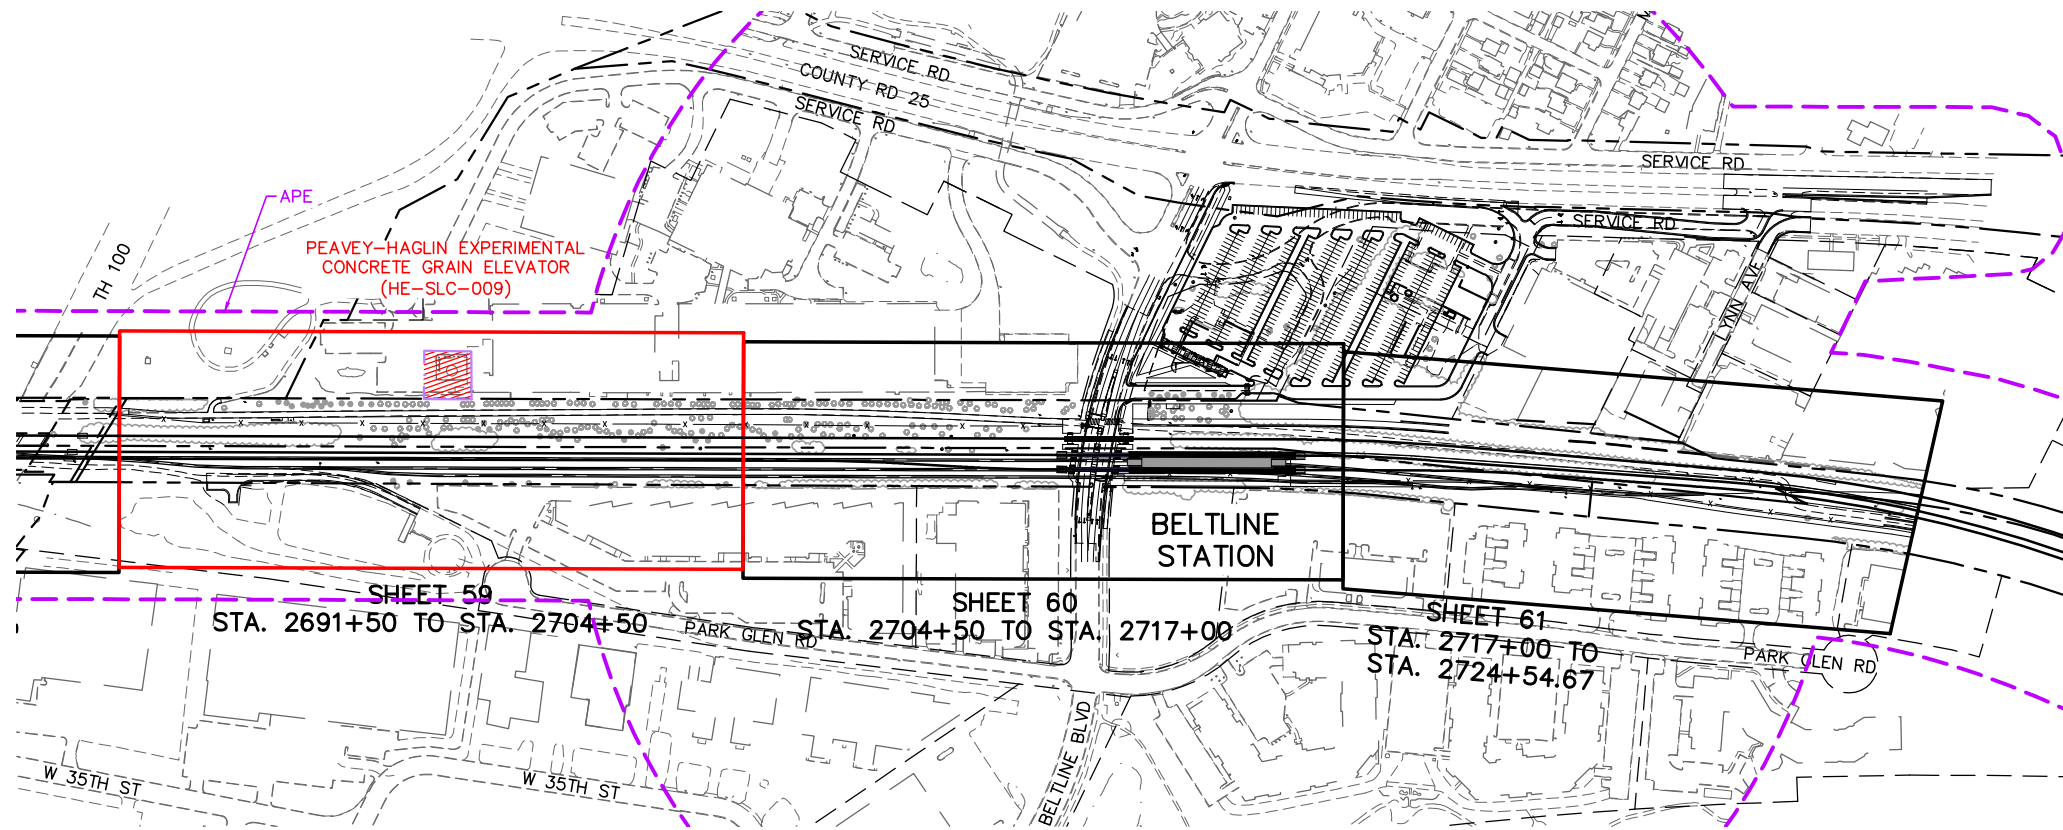 SERVICE RD
COUNTY RD 25
SERVICE RD
SERVICE RD
APE
SERVICE RD
PEAVEY-HAGLIN EXPERIMENTAL
CONCRETE GRAIN ELEVATOR
(HE-SLC-009)
TH 100
LYNN AVE
BELTLINE
STATION
SHEET 59
STA. 2691+50 TO STA. 2704+50
SHEET 60
STA. 2704+50 TO STA. 2717+00
SHEET 61
STA. 2717+00 TO
STA. 2724+54.67
PARK GLEN RD
PARK GLEN RD
BELTLINE BLVD
W 35TH ST
W 35TH ST